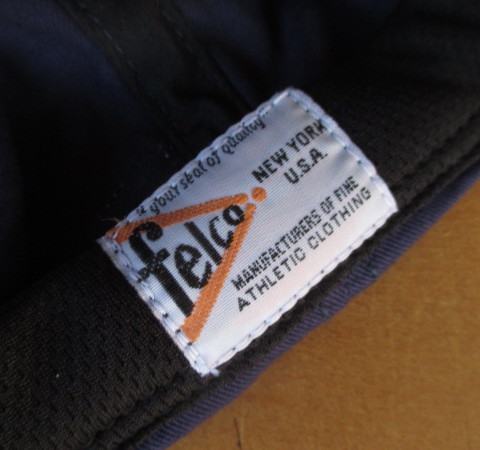 "your seal of quality"
felco
NEW YORK
U.S.A.
MANUFACTURERS OF FINE
ATHLETIC CLOTHING